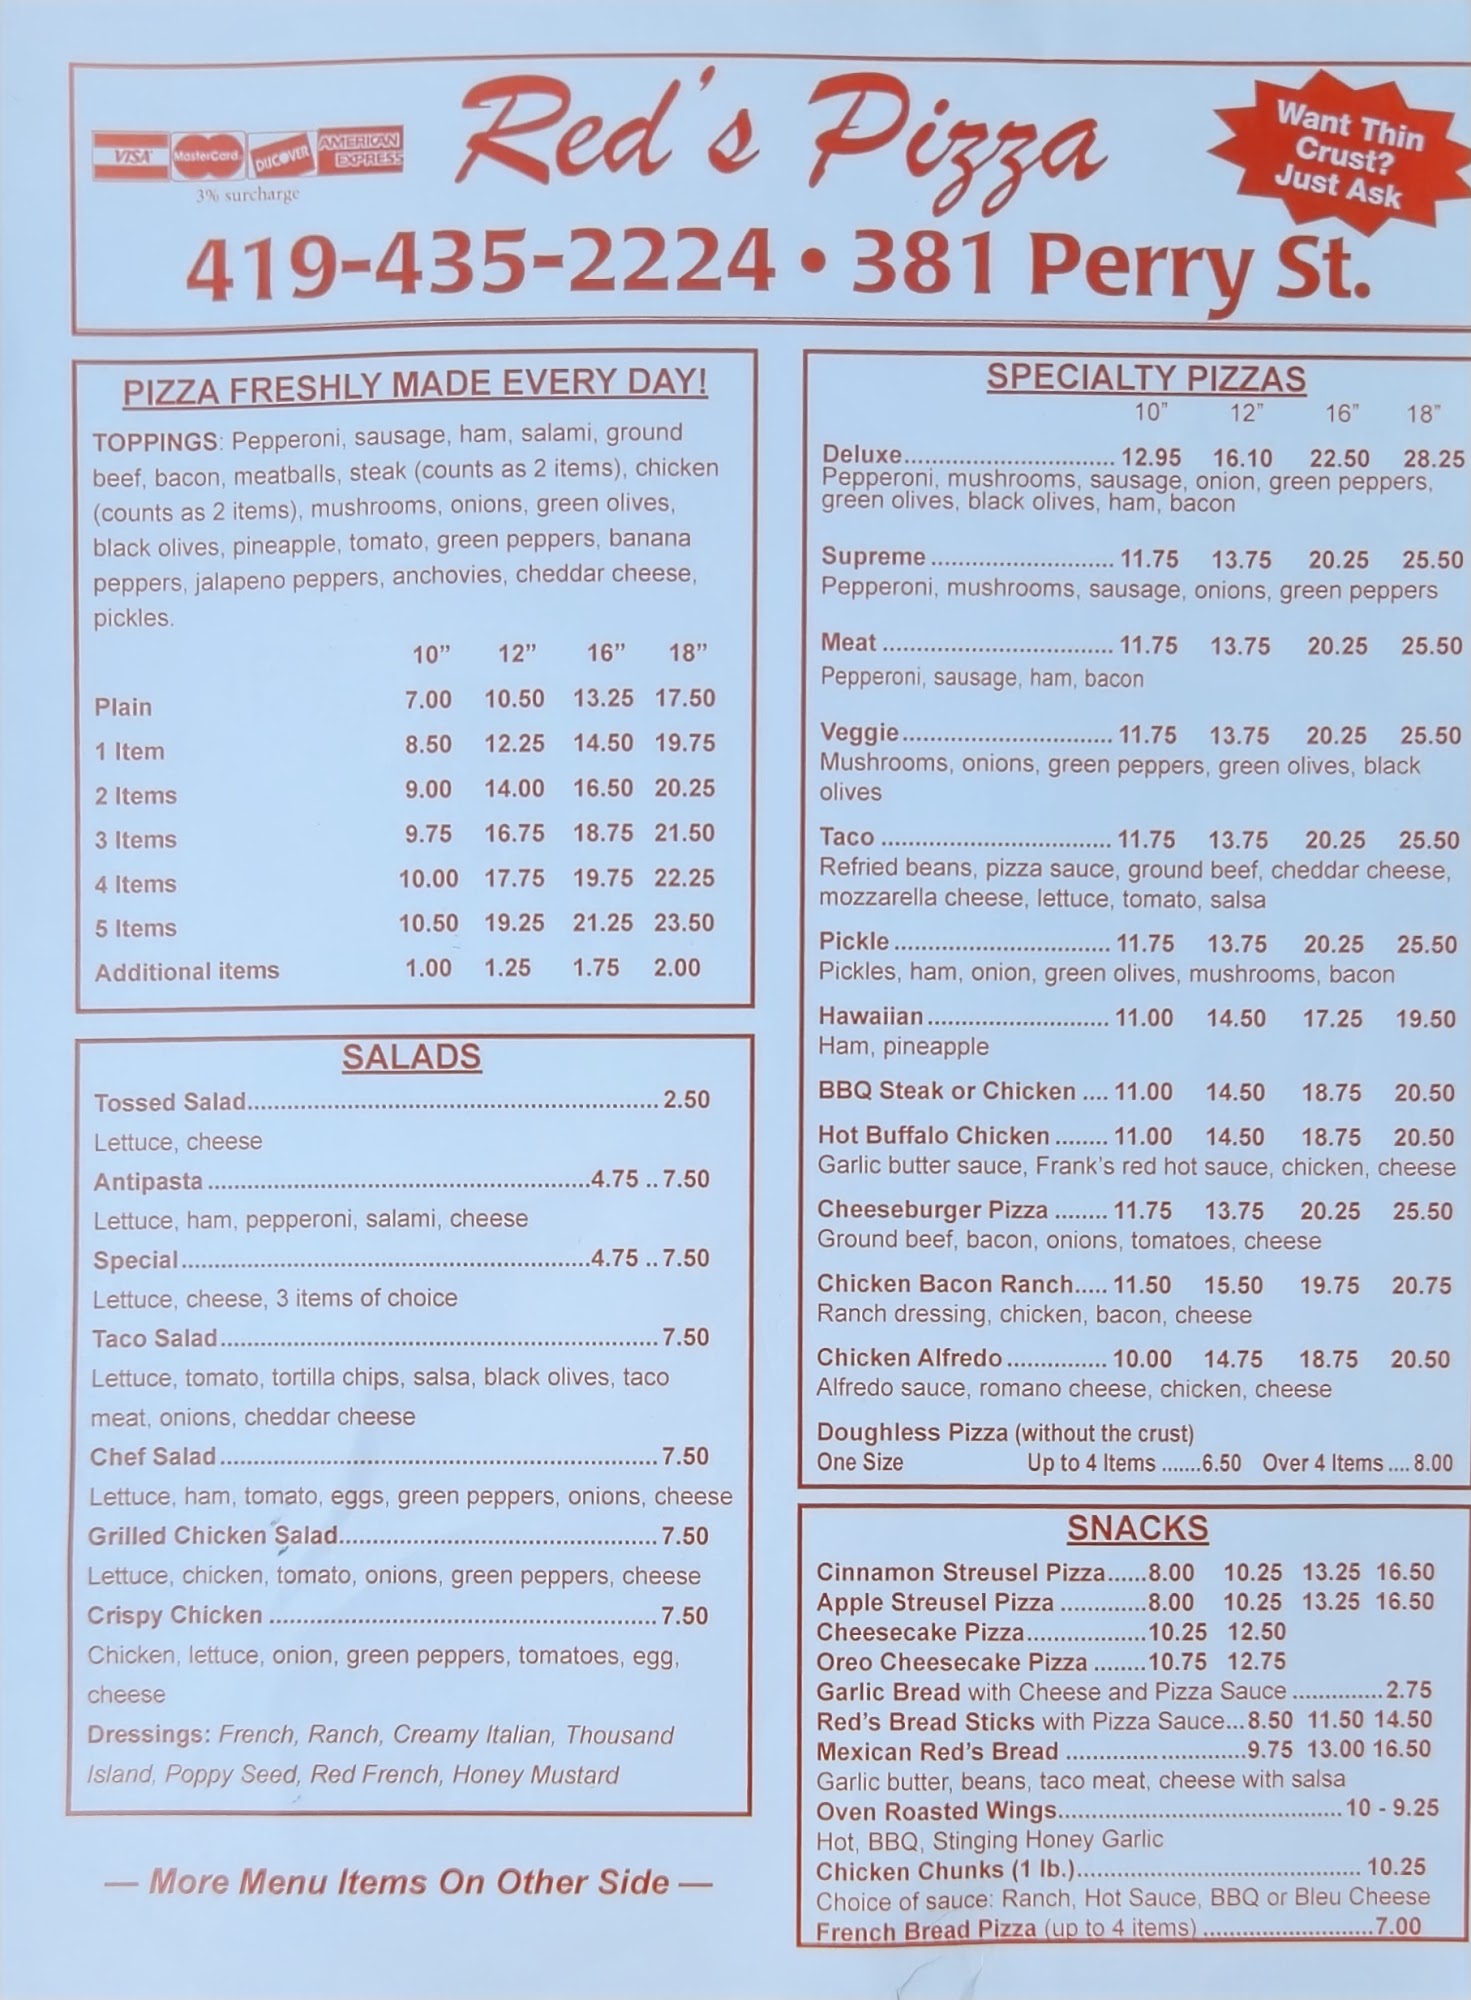 VISA MasterCard DISCOVER AMERICAN EXPRESS
3% surcharge
Red's Pizza
Want Thin
Crust?
Just Ask
419-435-2224 • 381 Perry St.
PIZZA FRESHLY MADE EVERY DAY!
TOPPINGS: Pepperoni, sausage, ham, salami, ground
beef, bacon, meatballs, steak (counts as 2 items), chicken
(counts as 2 items), mushrooms, onions, green olives,
black olives, pineapple, tomato, green peppers, banana
peppers, jalapeno peppers, anchovies, cheddar cheese,
pickles.
10” 12” 16” 18”
Plain 7.00 10.50 13.25 17.50
1 Item 8.50 12.25 14.50 19.75
2 Items 9.00 14.00 16.50 20.25
3 Items 9.75 16.75 18.75 21.50
4 Items 10.00 17.75 19.75 22.25
5 Items 10.50 19.25 21.25 23.50
Additional items 1.00 1.25 1.75 2.00
SALADS
Tossed Salad............................................................. 2.50
Lettuce, cheese
Antipasta .........................................................4.75 .. 7.50
Lettuce, ham, pepperoni, salami, cheese
Special.............................................................4.75 .. 7.50
Lettuce, cheese, 3 items of choice
Taco Salad................................................................. 7.50
Lettuce, tomato, tortilla chips, salsa, black olives, taco
meat, onions, cheddar cheese
Chef Salad................................................................. 7.50
Lettuce, ham, tomato, eggs, green peppers, onions, cheese
Grilled Chicken Salad............................................... 7.50
Lettuce, chicken, tomato, onions, green peppers, cheese
Crispy Chicken .......................................................... 7.50
Chicken, lettuce, onion, green peppers, tomatoes, egg,
cheese
Dressings: French, Ranch, Creamy Italian, Thousand
Island, Poppy Seed, Red French, Honey Mustard
— More Menu Items On Other Side —
SPECIALTY PIZZAS
10” 12” 16” 18”
Deluxe............................... 12.95 16.10 22.50 28.25
Pepperoni, mushrooms, sausage, onion, green peppers,
green olives, black olives, ham, bacon
Supreme ........................... 11.75 13.75 20.25 25.50
Pepperoni, mushrooms, sausage, onions, green peppers
Meat .................................. 11.75 13.75 20.25 25.50
Pepperoni, sausage, ham, bacon
Veggie............................... 11.75 13.75 20.25 25.50
Mushrooms, onions, green peppers, green olives, black
olives
Taco .................................. 11.75 13.75 20.25 25.50
Refried beans, pizza sauce, ground beef, cheddar cheese,
mozzarella cheese, lettuce, tomato, salsa
Pickle ................................ 11.75 13.75 20.25 25.50
Pickles, ham, onion, green olives, mushrooms, bacon
Hawaiian ........................... 11.00 14.50 17.25 19.50
Ham, pineapple
BBQ Steak or Chicken .... 11.00 14.50 18.75 20.50
Hot Buffalo Chicken ........ 11.00 14.50 18.75 20.50
Garlic butter sauce, Frank's red hot sauce, chicken, cheese
Cheeseburger Pizza ........ 11.75 13.75 20.25 25.50
Ground beef, bacon, onions, tomatoes, cheese
Chicken Bacon Ranch..... 11.50 15.50 19.75 20.75
Ranch dressing, chicken, bacon, cheese
Chicken Alfredo ............... 10.00 14.75 18.75 20.50
Alfredo sauce, romano cheese, chicken, cheese
Doughless Pizza (without the crust)
One Size Up to 4 Items .......6.50 Over 4 Items .... 8.00
SNACKS
Cinnamon Streusel Pizza......8.00 10.25 13.25 16.50
Apple Streusel Pizza .............8.00 10.25 13.25 16.50
Cheesecake Pizza..................10.25 12.50
Oreo Cheesecake Pizza ........10.75 12.75
Garlic Bread with Cheese and Pizza Sauce ..............2.75
Red's Bread Sticks with Pizza Sauce...8.50 11.50 14.50
Mexican Red's Bread ...........................9.75 13.00 16.50
Garlic butter, beans, taco meat, cheese with salsa
Oven Roasted Wings.......................................... 10 - 9.25
Hot, BBQ, Stinging Honey Garlic
Chicken Chunks (1 lb.).......................................... 10.25
Choice of sauce: Ranch, Hot Sauce, BBQ or Bleu Cheese
French Bread Pizza (up to 4 items) .........................7.00